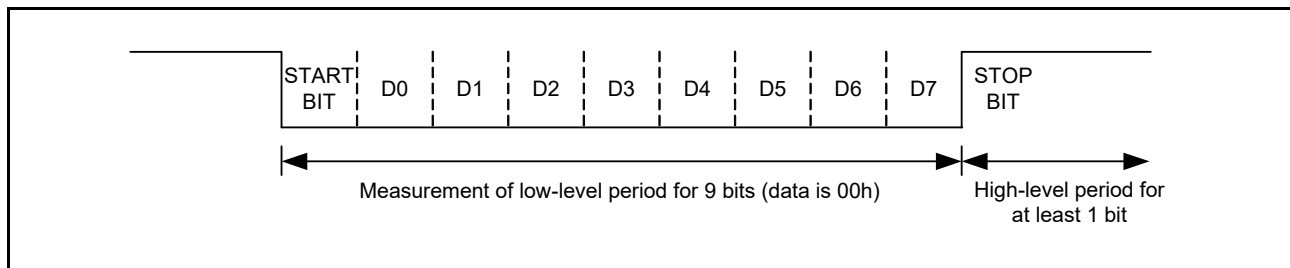 START
BIT
D0
D1
D2
D3
D4
D5
D6
D7
STOP
BIT
Measurement of low-level period for 9 bits (data is 00h)
High-level period for
at least 1 bit